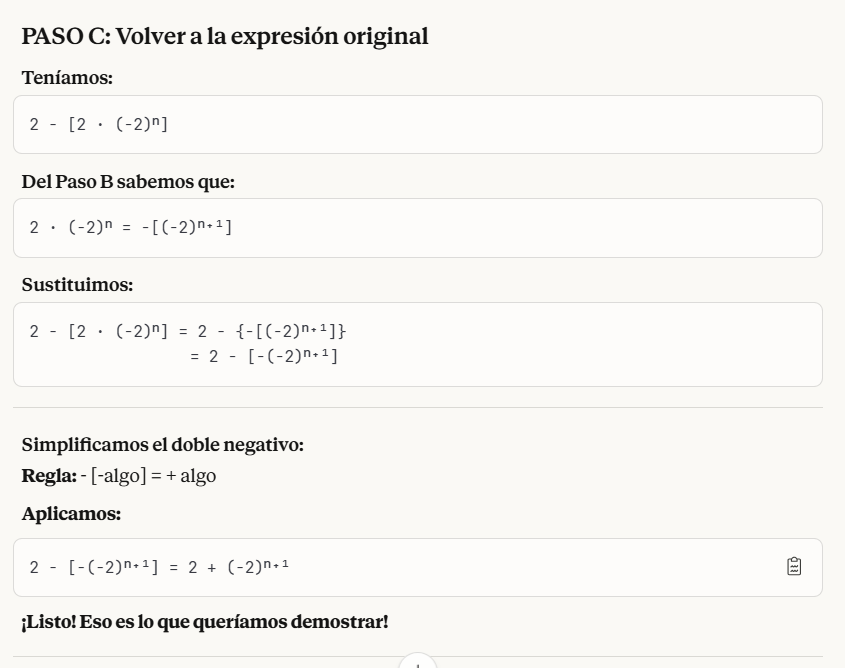 PASO C: Volver a la expresión original
Teníamos:
2 - [2 · (-2)ⁿ]
Del Paso B sabemos que:
2 · (-2)ⁿ = -[(-2)ⁿ⁺¹]
Sustituimos:
2 - [2 · (-2)ⁿ] = 2 - {-[(-2)ⁿ⁺¹]}
= 2 - [-(-2)ⁿ⁺¹]
Simplificamos el doble negativo:
Regla: - [-algo] = + algo
Aplicamos:
2 - [-(-2)ⁿ⁺¹] = 2 + (-2)ⁿ⁺¹
¡Listo! Eso es lo que queríamos demostrar!